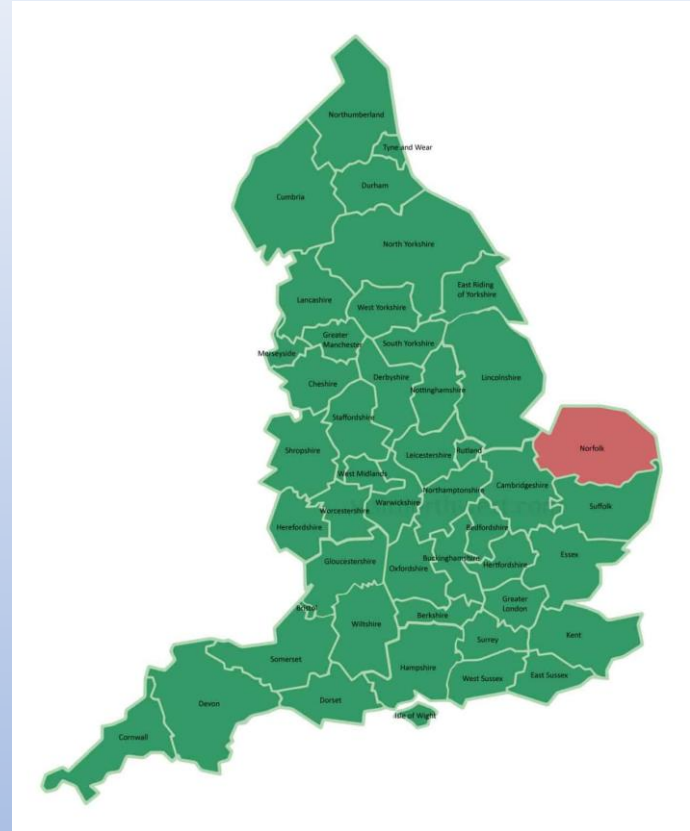 Northumberland
Tyne and Wear
Durham
Cumbria
North Yorkshire
East Riding
of Yorkshire
Lancashire
West Yorkshire
Greater
Manchester
South Yorkshire
Merseyside
Cheshire
Derbyshire
Nottinghamshire
Lincolnshire
Staffordshire
Norfolk
Shropshire
Leicestershire
Rutland
West Midlands
Cambridgeshire
Northamptonshire
Warwickshire
Suffolk
Worcestershire
Herefordshire
Bedfordshire
Essex
Gloucestershire
Buckinghamshire
Oxfordshire
Hertfordshire
Greater
London
Bristol
Berkshire
Wiltshire
Kent
Surrey
Somerset
Hampshire
West Sussex
East Sussex
Devon
Dorset
Isle of Wight
Cornwall